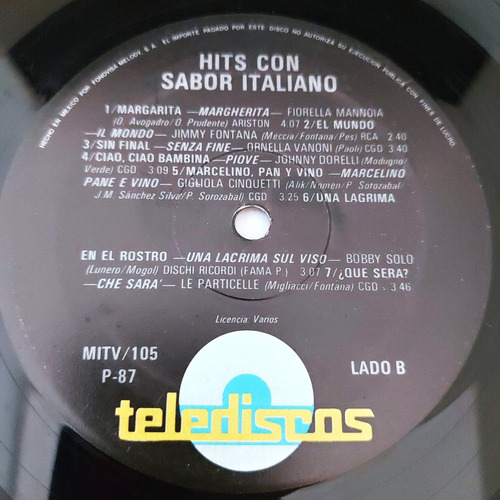 HECHO EN MEXICO POR FONOVISA MELODY, S.A. EL IMPORTE PAGADO POR ESTE DISCO NO AUTORIZA SU EJECUCION PUBLICA CON FINES DE LUCRO
HITS CON
SABOR ITALIANO
1/MARGARITA —MARGHERITA— FIORELLA MANNOIA
(O. Avogadro/D. Prudente) ARISTON 4.07 2/EL MUNDO
—IL MONDO— JIMMY FONTANA (Meccia/Fontana/Pes) RCA 2.40
3/SIN FINAL —SENZA FINE— ORNELLA VANONI (Paoli) CGD 3.40
4/CIAO, CIAO BAMBINA —PIOVE— JOHNNY DORELLI (Modugno/
Verde) CGD 3.09 5/MARCELINO, PAN Y VINO —MARCELINO
PANE E VINO— GIGLIOLA CINQUETTI (Alik/Nomen/P. Sorozabal/
J.M. Sánchez Silva/P. Sorozabal) CGD 3.25 6/UNA LAGRIMA
EN EL ROSTRO —UNA LACRIMA SUL VISO— BOBBY SOLO
(Lunero/Mogol) DISCHI RICORDI (FAMA P.) 3.07 7/¿QUE SERA?
—CHE SARA'— LE PARTICELLE (Migliacci/Fontana) CGD 3.46
Licencia: Varios
MITV/105
P-87
LADO B
telediscos